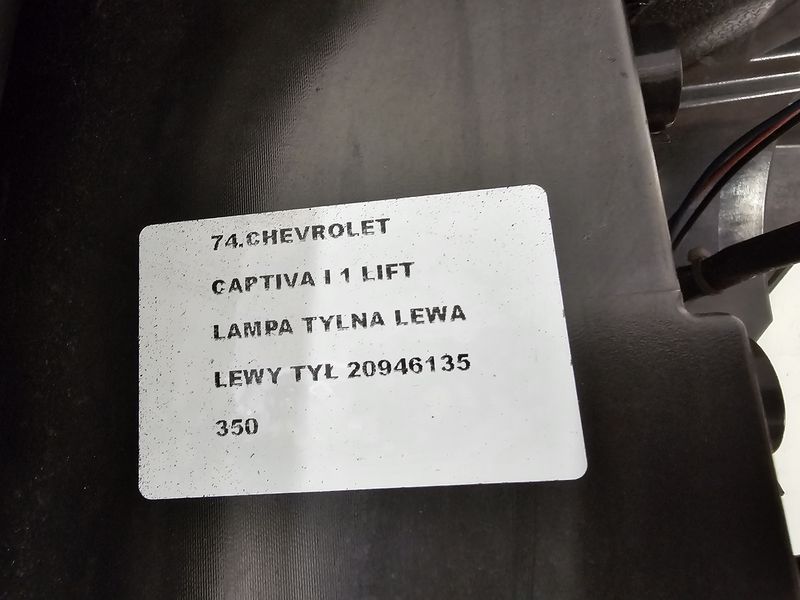 74.CHEVROLET
CAPTIVA I 1 LIFT
LAMPA TYLNA LEWA
LEWY TYŁ 20946135
350